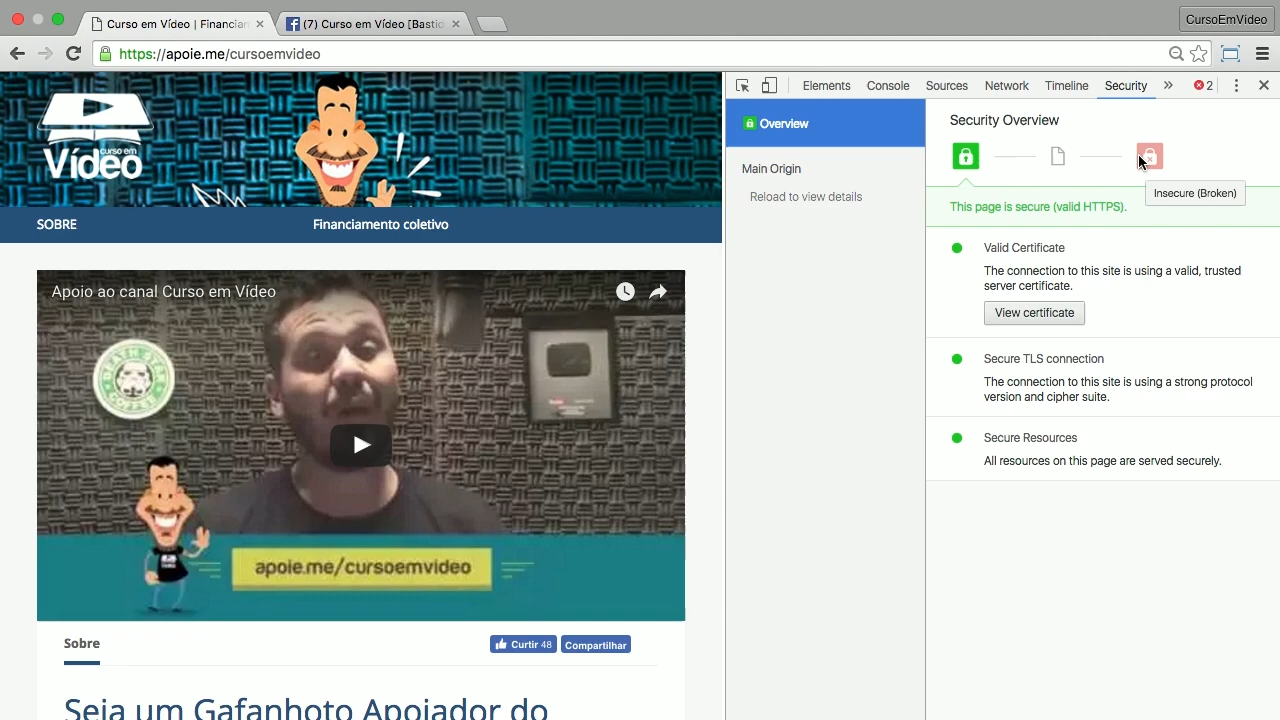 Curso em Vídeo | Financian
(7) Curso em Vídeo [Bastid
CursoEmVideo
https://apoie.me/cursoemvideo
curso em
Vídeo
SOBRE
Financiamento coletivo
Apoio ao canal Curso em Vídeo
DEATH STAR
COFFEE
apoie.me/cursoemvideo
Sobre
Curtir 48
Compartilhar
Seja um Gafanhoto Apoiador do
Elements
Console
Sources
Network
Timeline
Security
»
2
Overview
Main Origin
Reload to view details
Security Overview
Insecure (Broken)
This page is secure (valid HTTPS).
Valid Certificate
The connection to this site is using a valid, trusted
server certificate.
View certificate
Secure TLS connection
The connection to this site is using a strong protocol
version and cipher suite.
Secure Resources
All resources on this page are served securely.